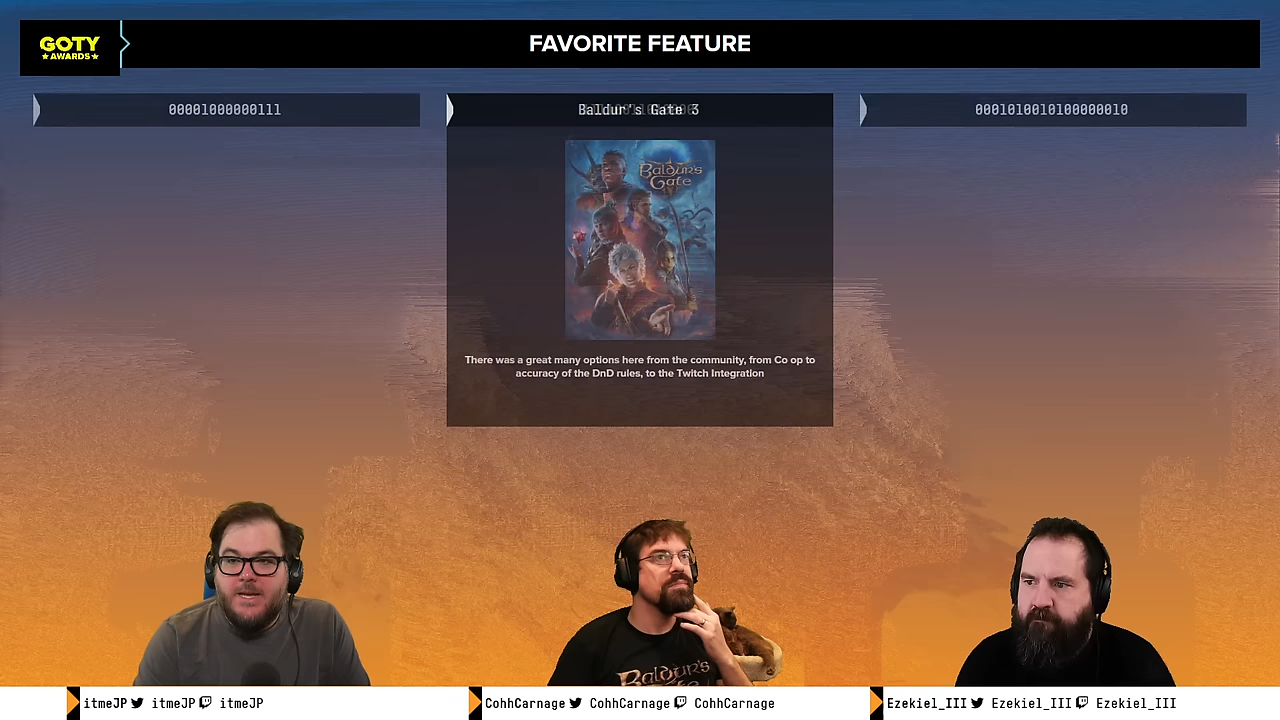 GOTY
AWARDS
FAVORITE FEATURE
00001000000111
Baldur's Gate 3
0001010010100000010
Baldur's
Gate
There was a great many options here from the community, from Co op to
accuracy of the DnD rules, to the Twitch Integration
Baldur's
Gate
itmeJP itmeJP itmeJP
CohhCarnage CohhCarnage CohhCarnage
Ezekiel_III Ezekiel_III Ezekiel_III